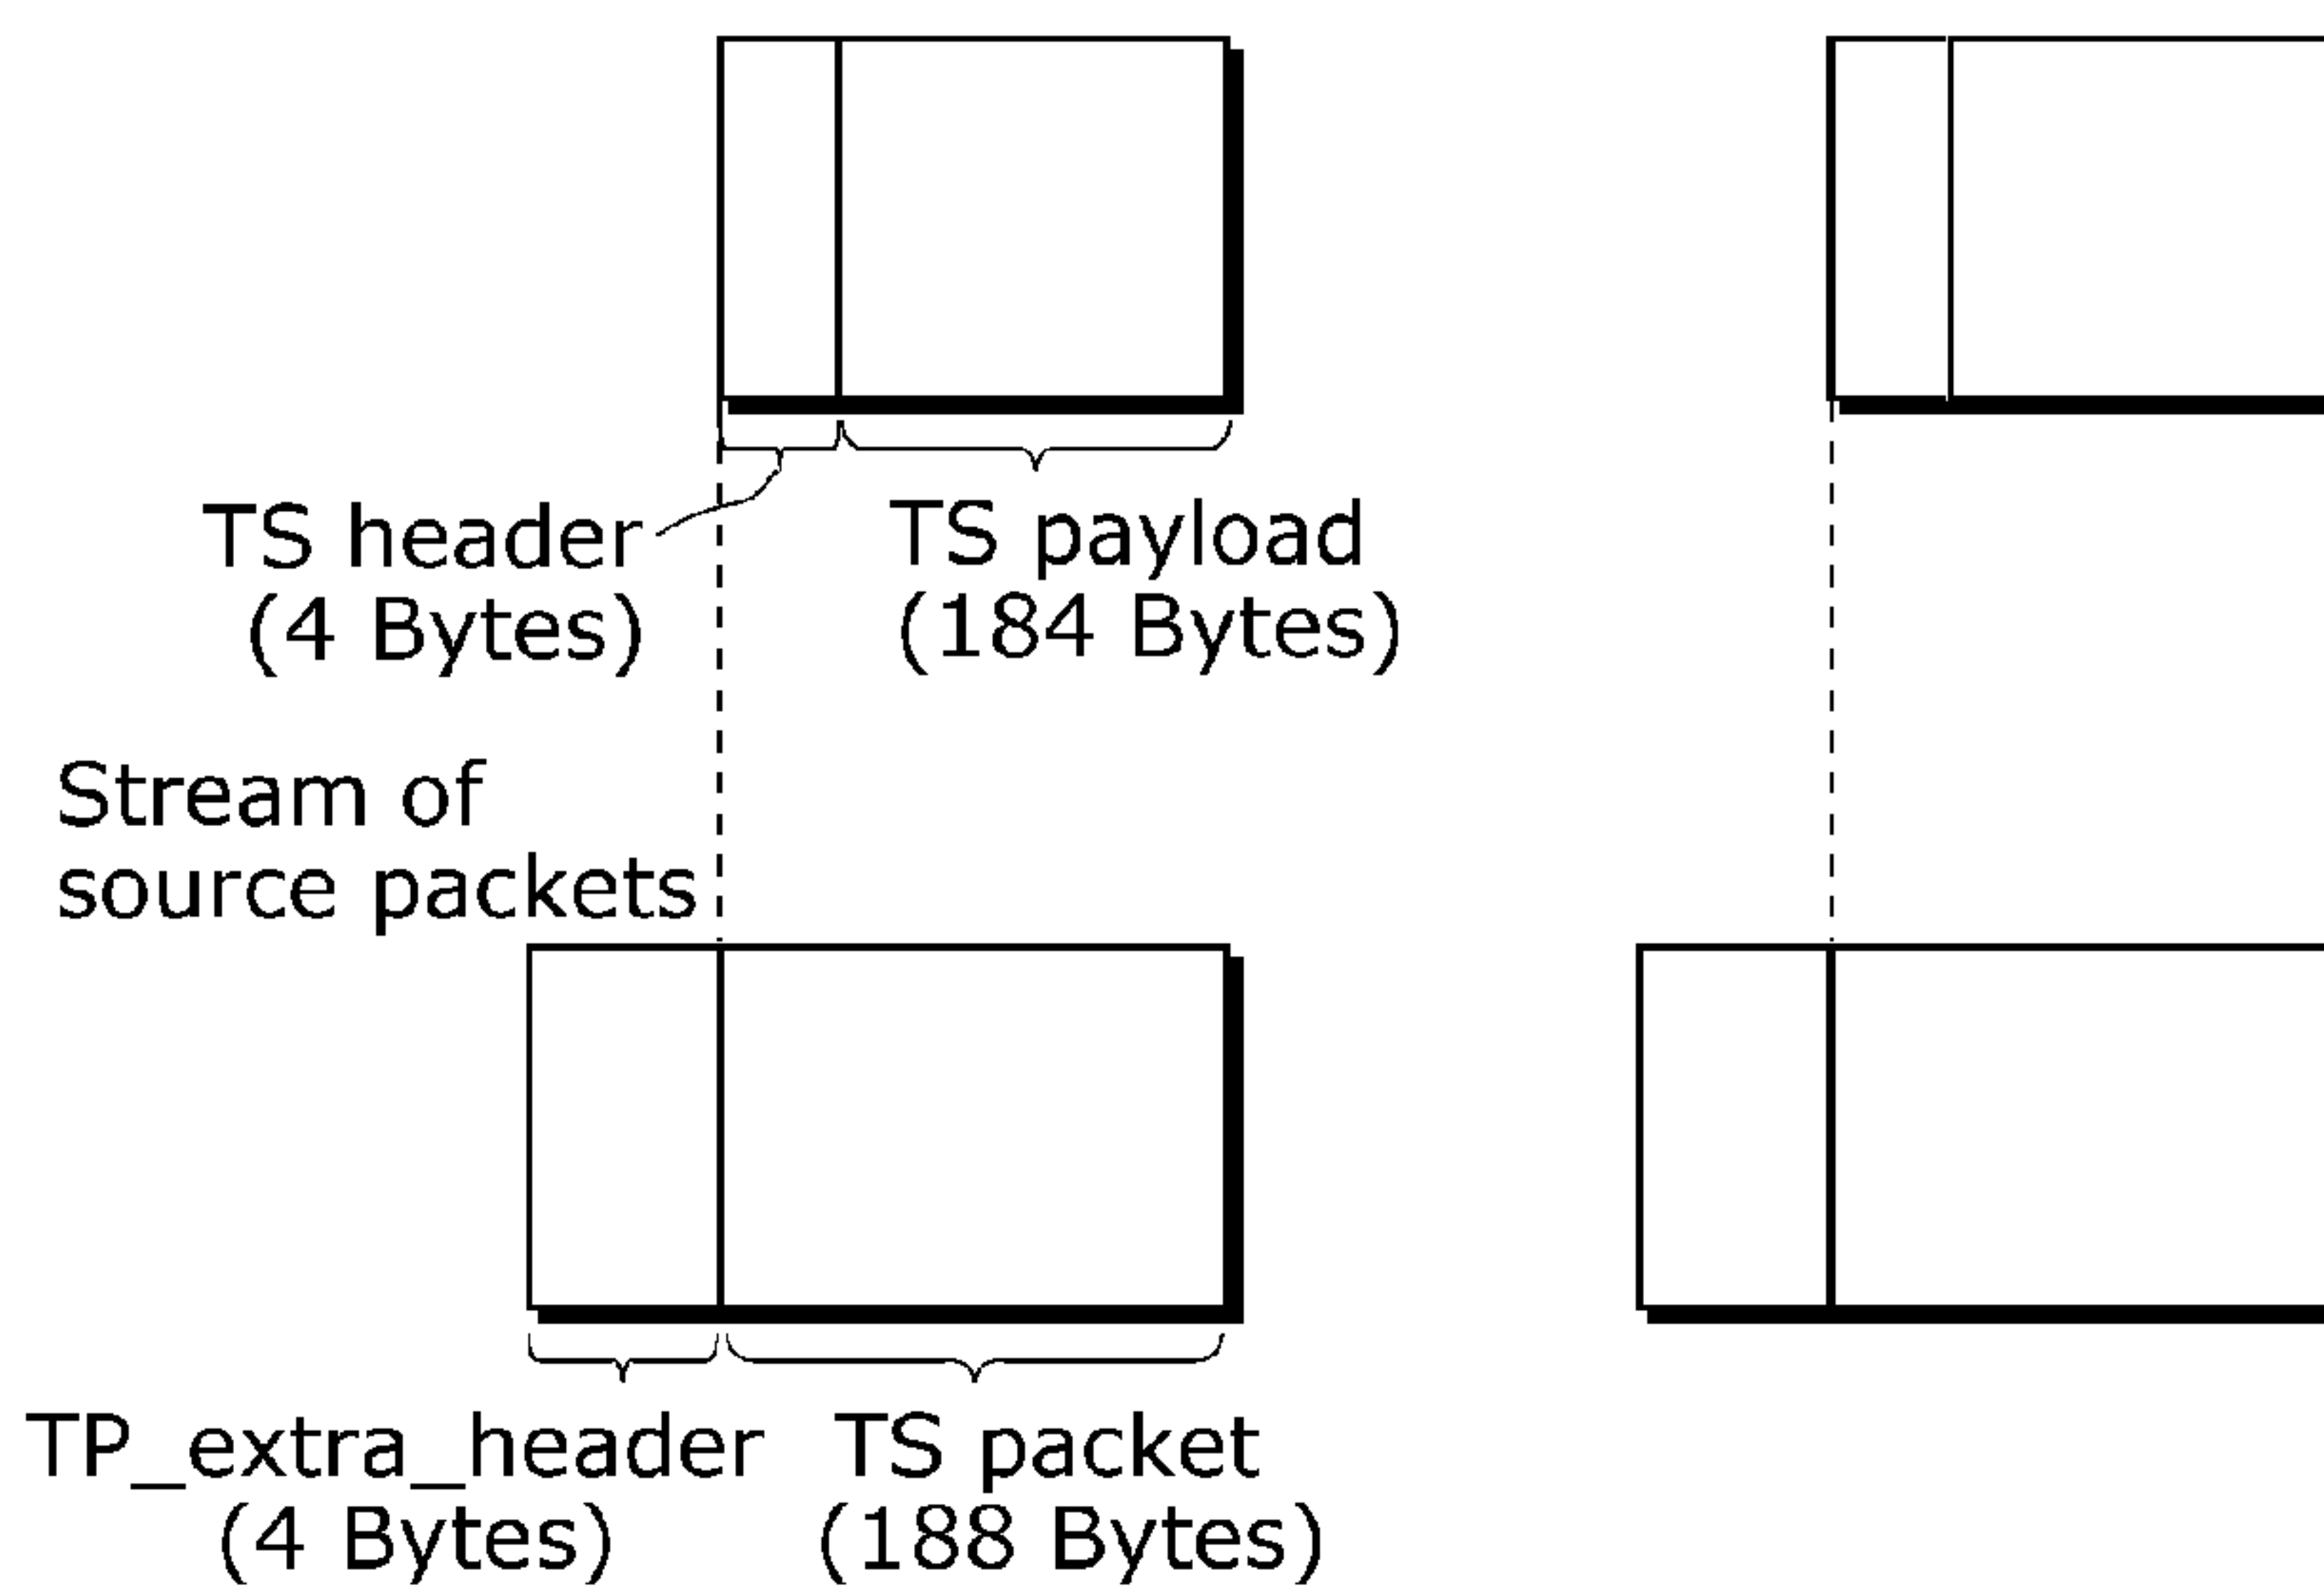 TS header
(4 Bytes)
TS payload
(184 Bytes)
Stream of
source packets
TP_extra_header
(4 Bytes)
TS packet
(188 Bytes)